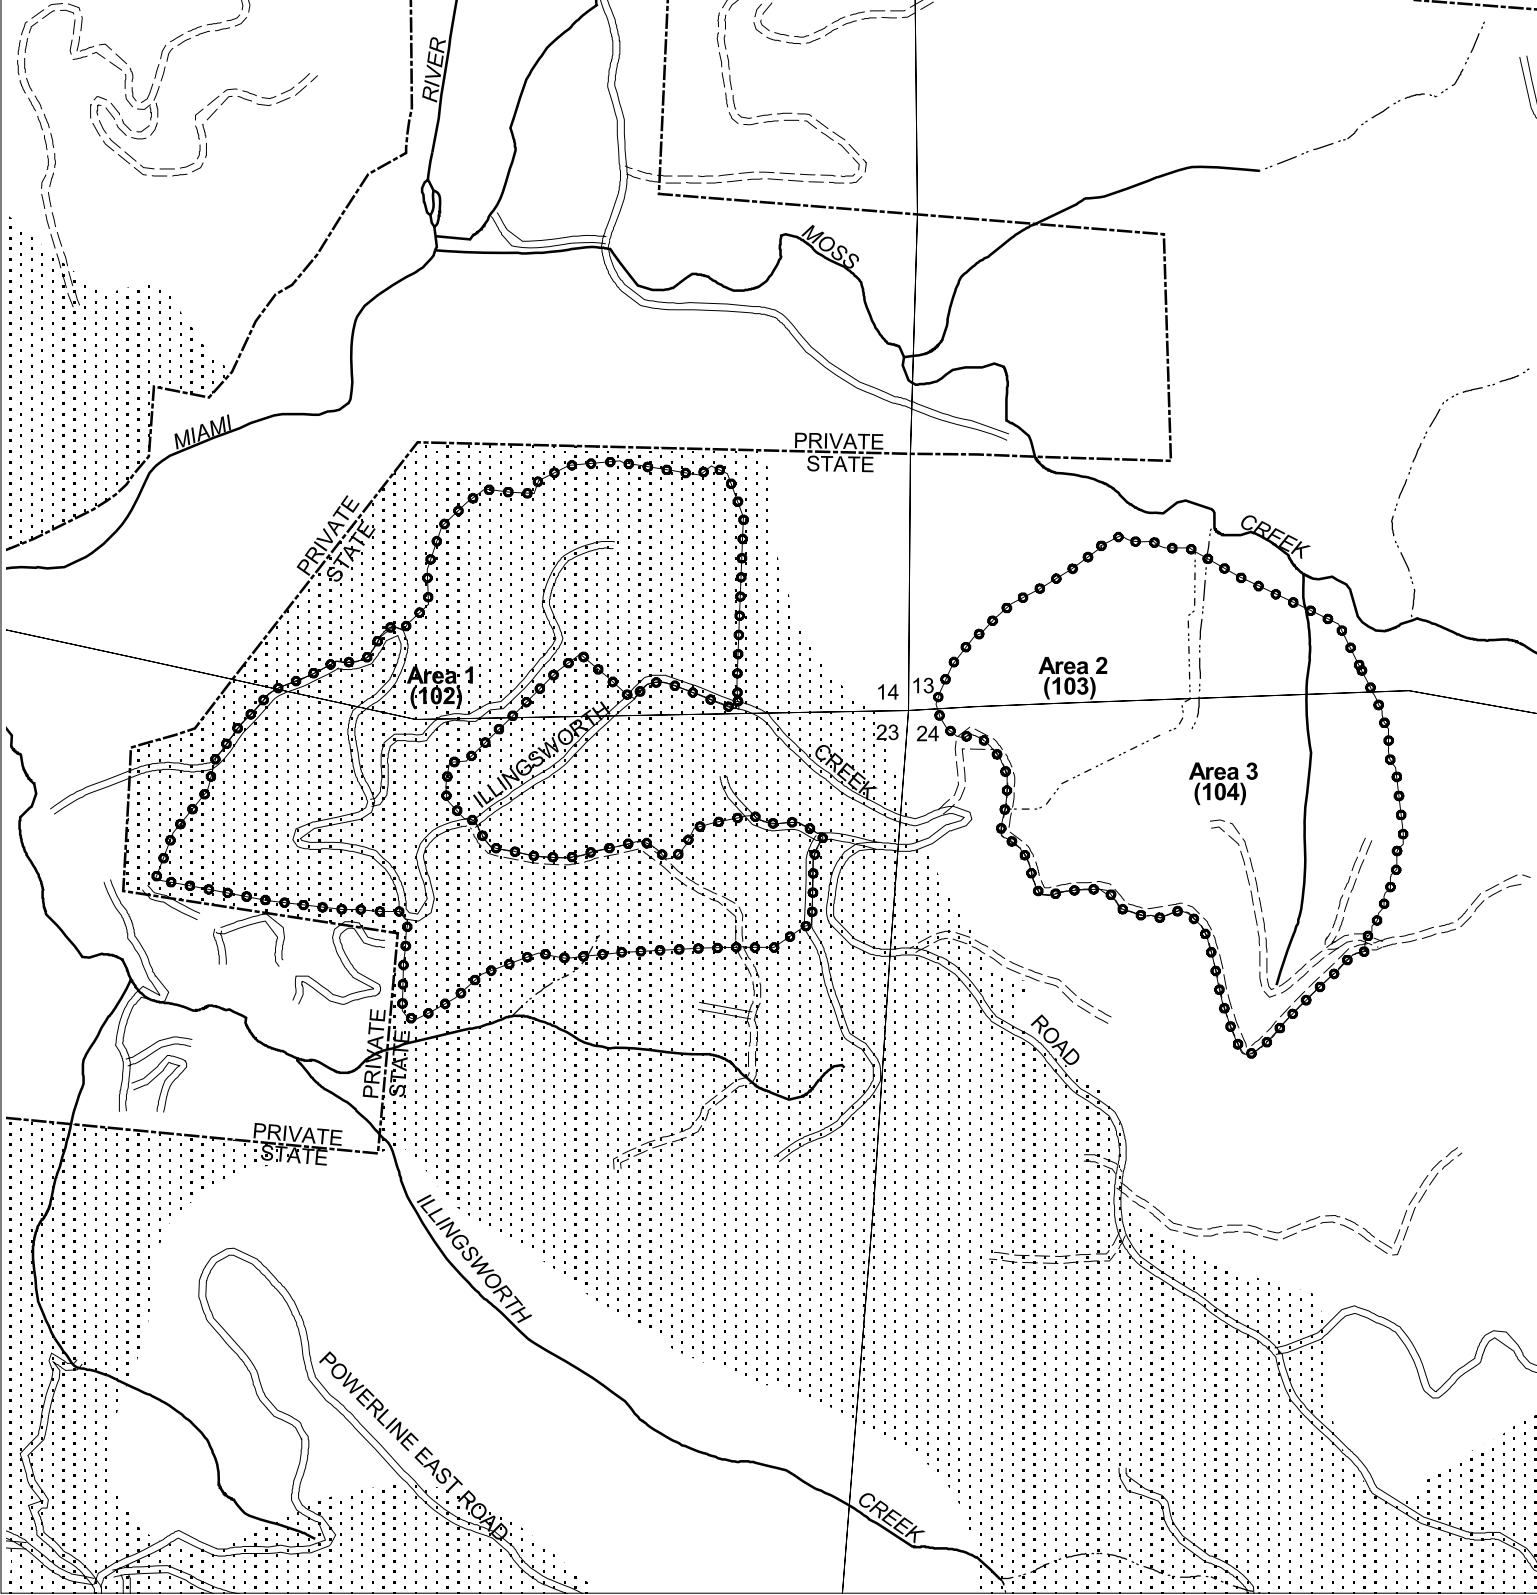 RIVER
MOSS
MIAMI
PRIVATE
STATE
PRIVATE
STATE
CREEK
Area 1
(102)
Area 2
(103)
14
13
23
24
ILLINGSWORTH
CREEK
Area 3
(104)
ROAD
PRIVATE
STATE
PRIVATE
STATE
ILLINGSWORTH
POWERLINE EAST ROAD
CREEK